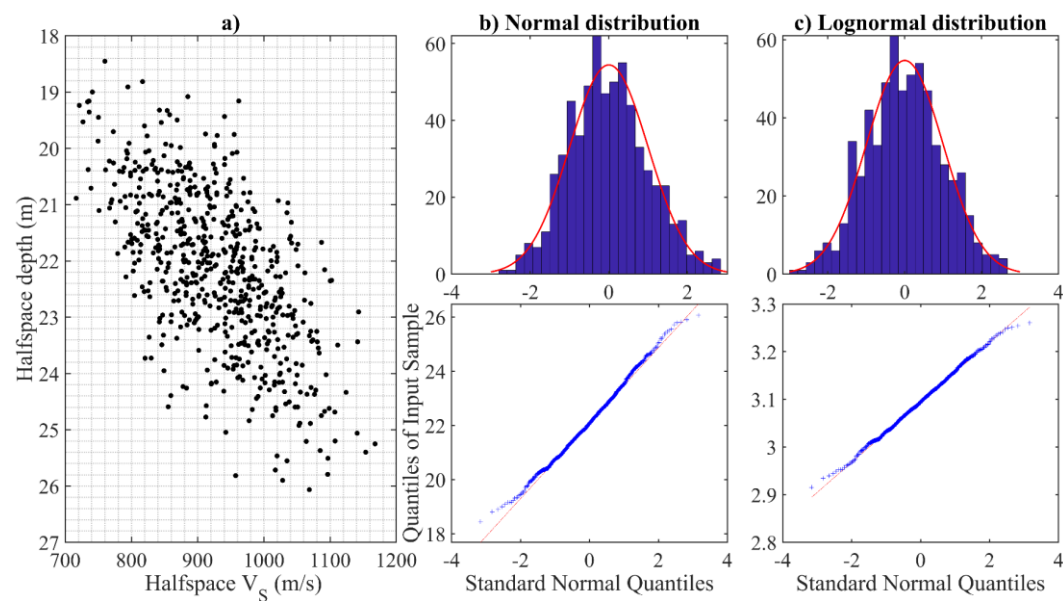 a)
b) Normal distribution
c) Lognormal distribution
18
19
20
21
22
23
24
25
26
27
Halfspace depth (m)
700 800 900 1000 1100 1200
Halfspace V_S (m/s)
60
40
20
0
-4 -2 0 2
60
40
20
0
-2 0 2
Quantiles of Input Sample
26
24
22
20
18
-4 -2 0 2 4
Standard Normal Quantiles
3.3
3.2
3.1
3
2.9
2.8
-4 -2 0 2 4
Standard Normal Quantiles